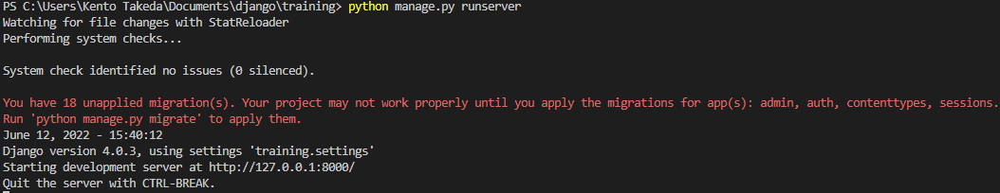 PS C:\Users\Kento Takeda\Documents\django\training> python manage.py runserver
Watching for file changes with StatReloader
Performing system checks...
System check identified no issues (0 silenced).
You have 18 unapplied migration(s). Your project may not work properly until you apply the migrations for app(s): admin, auth, contenttypes, sessions.
Run 'python manage.py migrate' to apply them.
June 12, 2022 - 15:40:12
Django version 4.0.3, using settings 'training.settings'
Starting development server at http://127.0.0.1:8000/
Quit the server with CTRL-BREAK.